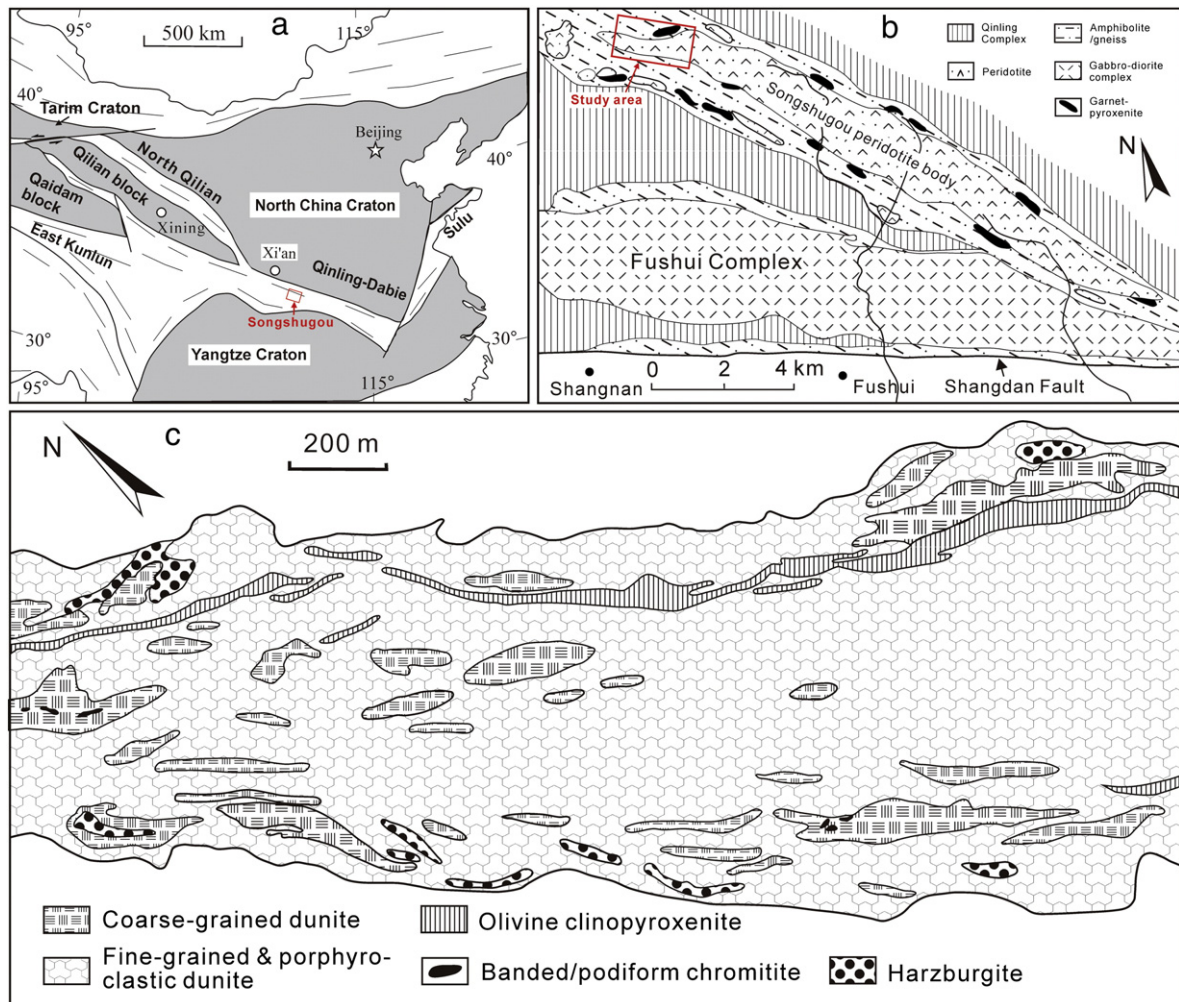 a
95°
500 km
115°
40°
Tarim Craton
Beijing
40°
North Qilian
Qilian block
Qaidam
block
Xining
North China Craton
Sulu
East Kunlun
Xi'an
Qinling-Dabie
Songshugou
30°
Yangtze Craton
30°
95°
115°
b
Qinling
Complex
Amphibolite
/gneiss
Peridotite
Gabbro-diorite
complex
Garnet-
pyroxenite
Study area
Songshugou
peridotite body
N
Fushui Complex
Shangnan
0 2 4 km
Fushui
Shangdan Fault
N
c
200 m
Coarse-grained dunite
Olivine clinopyroxenite
Fine-grained & porphyro-
clastic dunite
Banded/podiform chromitite
Harzburgite